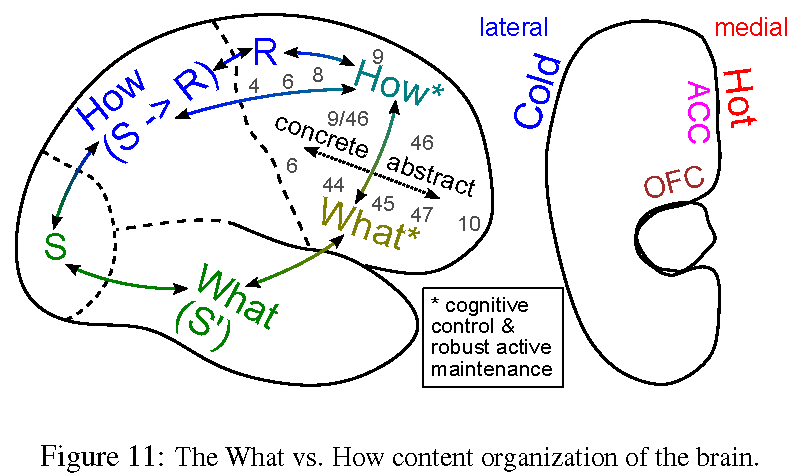 lateral
medial
Cold
Hot
ACC
OFC
R
How
(S -> R)
4
6
8
9
How*
9/46
46
concrete
abstract
6
44
45
47
10
What*
S
What
(S')
* cognitive
control &
robust active
maintenance
Figure 11: The What vs. How content organization of the brain.